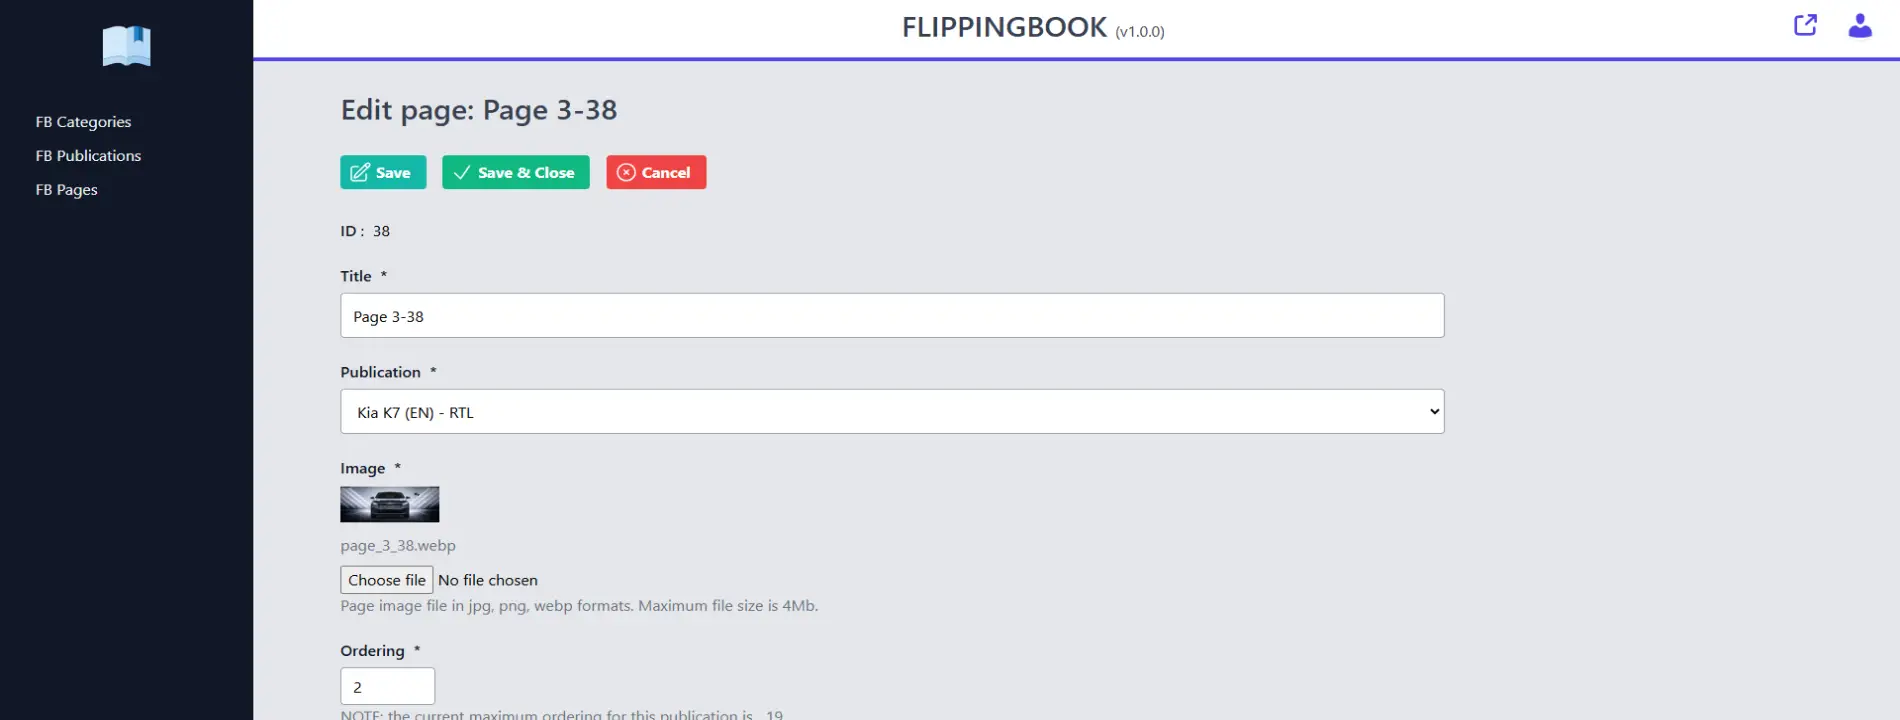 FLIPPINGBOOK (v1.0.0)
FB Categories
FB Publications
FB Pages
Edit page: Page 3-38
Save
Save & Close
Cancel
ID : 38
Title *
Page 3-38
Publication *
Kia K7 (EN) - RTL
Image *
page_3_38.webp
Choose file No file chosen
Page image file in jpg, png, webp formats. Maximum file size is 4Mb.
Ordering *
2
NOTE: the current maximum ordering for this publication is 19